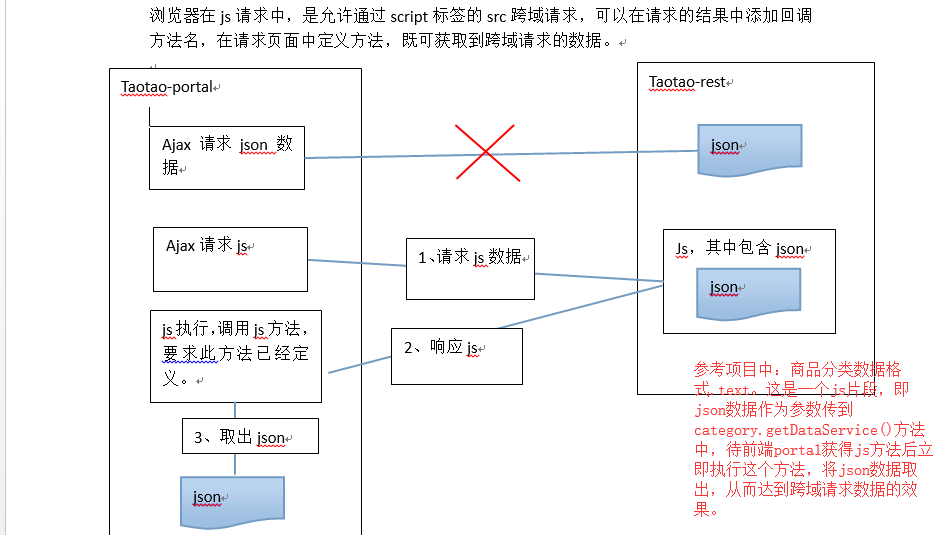 浏览器在 js 请求中，是允许通过 script 标签的 src 跨域请求，可以在请求的结果中添加回调
方法名，在请求页面中定义方法，既可获取到跨域请求的数据。
Taotao-portal
Taotao-rest
Ajax 请求 json 数
据
json
Ajax 请求 js
1、请求 js 数据
Js，其中包含 json
json
js 执行，调用 js 方法，
要求此方法已经定
义。
2、响应 js
3、取出 json
json
参考项目中：商品分类数据格
式.text。这是一个js片段，即
json数据作为参数传到
category.getDataService()方法
中，待前端portal获得js方法后立
即执行这个方法，将json数据取
出，从而达到跨域请求数据的效
果。